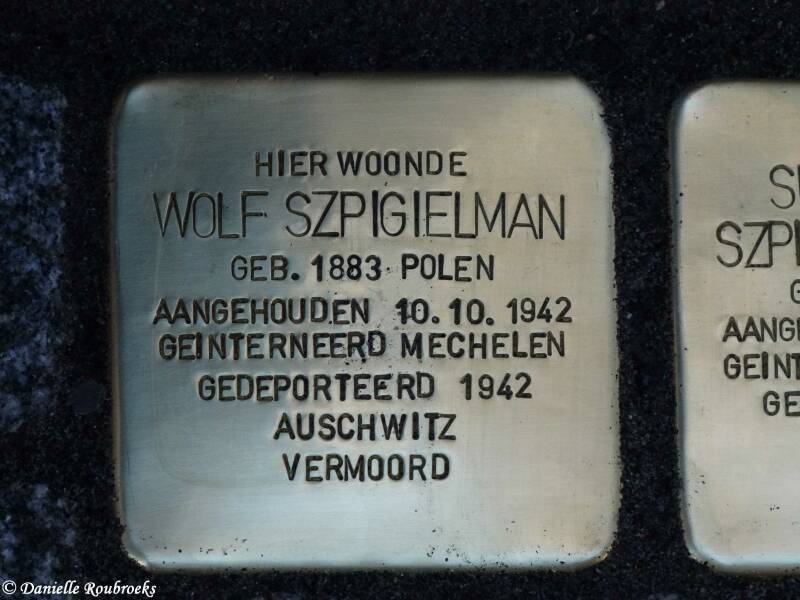 HIER WOONDE
WOLF SZPIGIELMAN
GEB. 1883 POLEN
AANGEHOUDEN 10.10.1942
GEINTERNEERD MECHELEN
GEDEPORTEERD 1942
AUSCHWITZ
VERMOORD
© Danielle Roubroeks